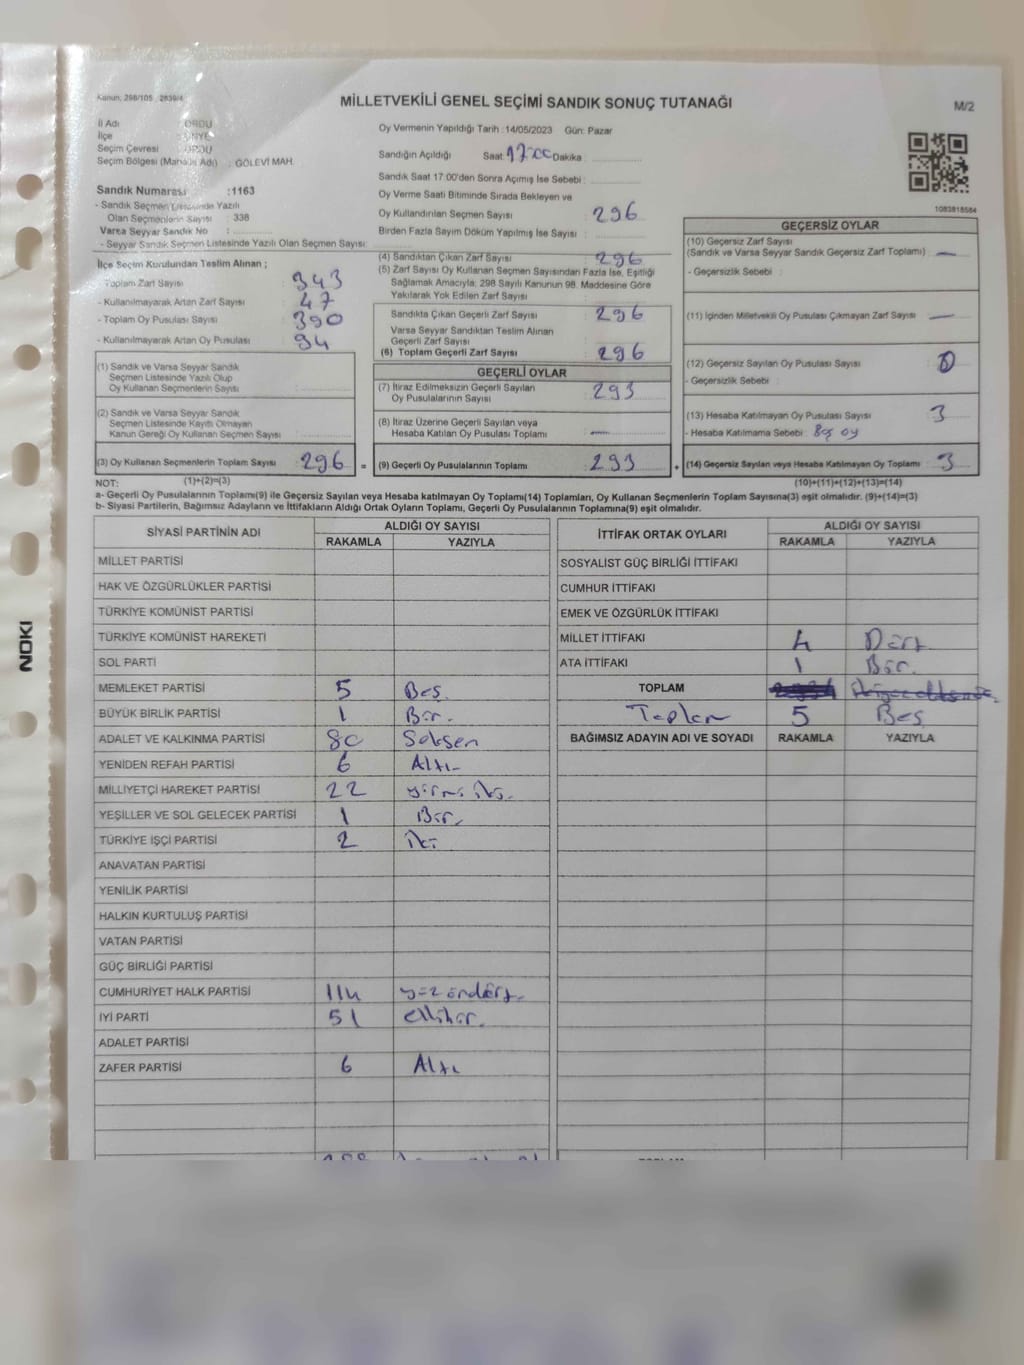 Kanun, 298/105 2839/4
MİLLETVEKİLİ GENEL SEÇİMİ SANDIK SONUÇ TUTANAĞI
M/2
İl Adı : ORDU
İlçe : ÜNYE
Seçim Çevresi : ORDU
Seçim Bölgesi (Mahalle Adı) : GÖLEVİ MAH.
Sandık Numarası :1163
- Sandık Seçmen Listesinde Yazılı
Olan Seçmenlerin Sayısı : 338
Varsa Seyyar Sandık No :
- Seyyar Sandık Seçmen Listesinde Yazılı Olan Seçmen Sayısı:
Oy Vermenin Yapıldığı Tarih :14/05/2023 Gün: Pazar
Sandığın Açıldığı Saat: 17:00 Dakika :
Sandık Saat 17:00'den Sonra Açımış İse Sebebi :
Oy Verme Saati Bitiminde Sırada Bekleyen ve
Oy Kullandırılan Seçmen Sayısı : 296
Birden Fazla Sayım Döküm Yapılmış İse Sayısı :
1083818584
İlçe Seçim Kurulundan Teslim Alınan ;
- Toplam Zarf Sayısı : 343
- Kullanılmayarak Artan Zarf Sayısı : 47
- Toplam Oy Pusulası Sayısı : 390
- Kullanılmayarak Artan Oy Pusulası : 94
(4) Sandıktan Çıkan Zarf Sayısı : 296
(5) Zarf Sayısı Oy Kullanan Seçmen Sayısından Fazla İse, Eşitliği
Sağlamak Amacıyla; 298 Sayılı Kanunun 98. Maddesine Göre
Yakılarak Yok Edilen Zarf Sayısı :
Sandıkta Çıkan Geçerli Zarf Sayısı : 296
Varsa Seyyar Sandıktan Teslim Alınan
Geçerli Zarf Sayısı :
(6) Toplam Geçerli Zarf Sayısı : 296
GEÇERSİZ OYLAR
(10) Geçersiz Zarf Sayısı
(Sandık ve Varsa Seyyar Sandık Geçersiz Zarf Toplamı) : —
- Geçersizlik Sebebi :
(11) İçinden Milletvekili Oy Pusulası Çıkmayan Zarf Sayısı : —
(12) Geçersiz Sayılan Oy Pusulası Sayısı : 0
- Geçersizlik Sebebi :
(13) Hesaba Katılmayan Oy Pusulası Sayısı : 3
- Hesaba Katılmama Sebebi : Boş oy
(1) Sandık ve Varsa Seyyar Sandık
Seçmen Listesinde Yazılı Olup
Oy Kullanan Seçmenlerin Sayısı :
(2) Sandık ve Varsa Seyyar Sandık
Seçmen Listesinde Kayıtlı Olmayan
Kanun Gereği Oy Kullanan Seçmen Sayısı :
GEÇERLİ OYLAR
(7) İtiraz Edilmeksizin Geçerli Sayılan
Oy Pusulalarının Sayısı : 293
(8) İtiraz Üzerine Geçerli Sayılan veya
Hesaba Katılan Oy Pusulası Toplamı : —
(3) Oy Kullanan Seçmenlerin Toplam Sayısı : 296 = (9) Geçerli Oy Pusulalarının Toplamı : 293 + (14) Geçersiz Sayılan veya Hesaba Katılmayan Oy Toplamı : 3
NOT: (1)+(2)=(3) (10)+(11)+(12)+(13)=(14)
a- Geçerli Oy Pusulalarının Toplamı(9) ile Geçersiz Sayılan veya Hesaba katılmayan Oy Toplamı(14) Toplamları, Oy Kullanan Seçmenlerin Toplam Sayısına(3) eşit olmalıdır. (9)+(14)=(3)
b- Siyasi Partilerin, Bağımsız Adayların ve İttifakların Aldığı Ortak Oyların Toplamı, Geçerli Oy Pusulalarının Toplamına(9) eşit olmalıdır.
SİYASİ PARTİNİN ADI ALDIĞI OY SAYISI
RAKAMLA YAZIYLA
MİLLET PARTİSİ
HAK VE ÖZGÜRLÜKLER PARTİSİ
TÜRKİYE KOMÜNİST PARTİSİ
TÜRKİYE KOMÜNİST HAREKETİ
SOL PARTİ
MEMLEKET PARTİSİ 5 Beş.
BÜYÜK BİRLİK PARTİSİ 1 Bir.
ADALET VE KALKINMA PARTİSİ 80 Seksen
YENİDEN REFAH PARTİSİ 6 Altı
MİLLİYETÇİ HAREKET PARTİSİ 22 yirmi iki.
YEŞİLLER VE SOL GELECEK PARTİSİ 1 Bir.
TÜRKİYE İŞÇİ PARTİSİ 2 iki
ANAVATAN PARTİSİ
YENİLİK PARTİSİ
HALKIN KURTULUŞ PARTİSİ
VATAN PARTİSİ
GÜÇ BİRLİĞİ PARTİSİ
CUMHURİYET HALK PARTİSİ 114 yüz ondört.
İYİ PARTİ 51 ellibir.
ADALET PARTİSİ
ZAFER PARTİSİ 6 Altı
İTTİFAK ORTAK OYLARI ALDIĞI OY SAYISI
RAKAMLA YAZIYLA
SOSYALİST GÜÇ BİRLİĞİ İTTİFAKI
CUMHUR İTTİFAKI
EMEK VE ÖZGÜRLÜK İTTİFAKI
MİLLET İTTİFAKI 4 Dört.
ATA İTTİFAKI 1 Bir.
TOPLAM
Toplam 5 Beş
BAĞIMSIZ ADAYIN ADI VE SOYADI RAKAMLA YAZIYLA
NOKI